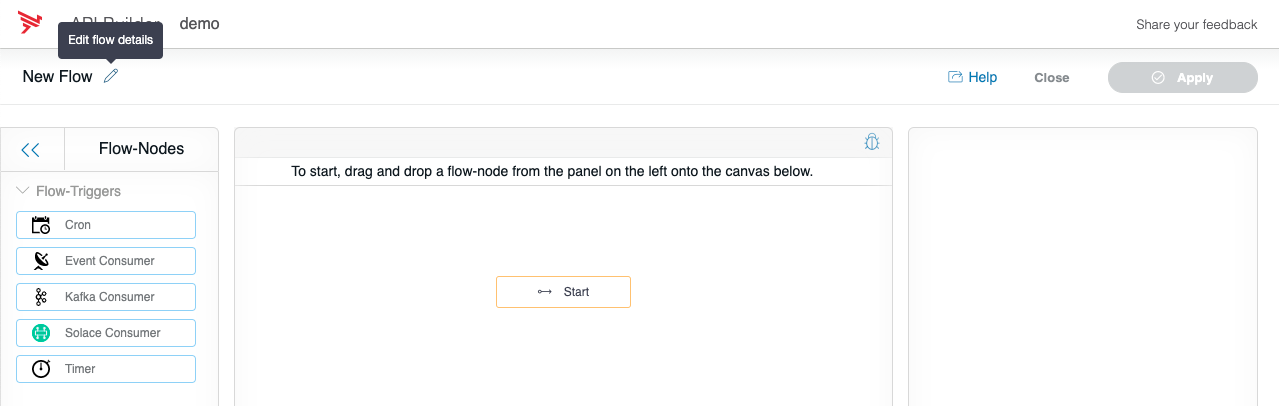 API Builder demo
Share your feedback
Edit flow details
New Flow
Help
Close
Apply
Flow-Nodes
Flow-Triggers
Cron
Event Consumer
Kafka Consumer
Solace Consumer
Timer
To start, drag and drop a flow-node from the panel on the left onto the canvas below.
Start